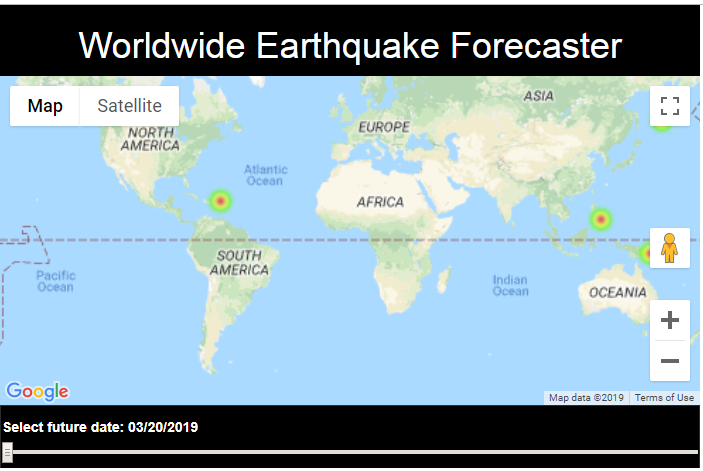 Worldwide Earthquake Forecaster
Map
Satellite
ASIA
NORTH
AMERICA
EUROPE
Atlantic
Ocean
AFRICA
SOUTH
AMERICA
Pacific
Ocean
Indian
Ocean
OCEANIA
Google
Map data ©2019
Terms of Use
Select future date: 03/20/2019